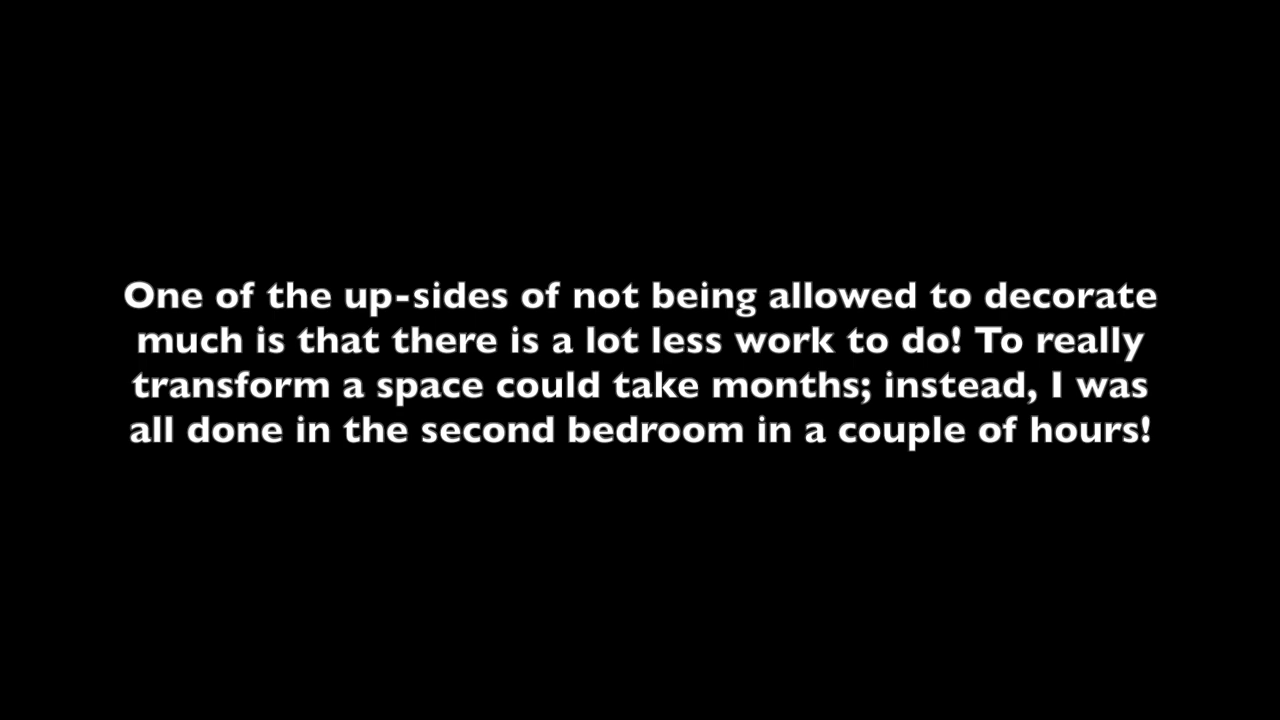 One of the up-sides of not being allowed to decorate
much is that there is a lot less work to do! To really
transform a space could take months; instead, I was
all done in the second bedroom in a couple of hours!